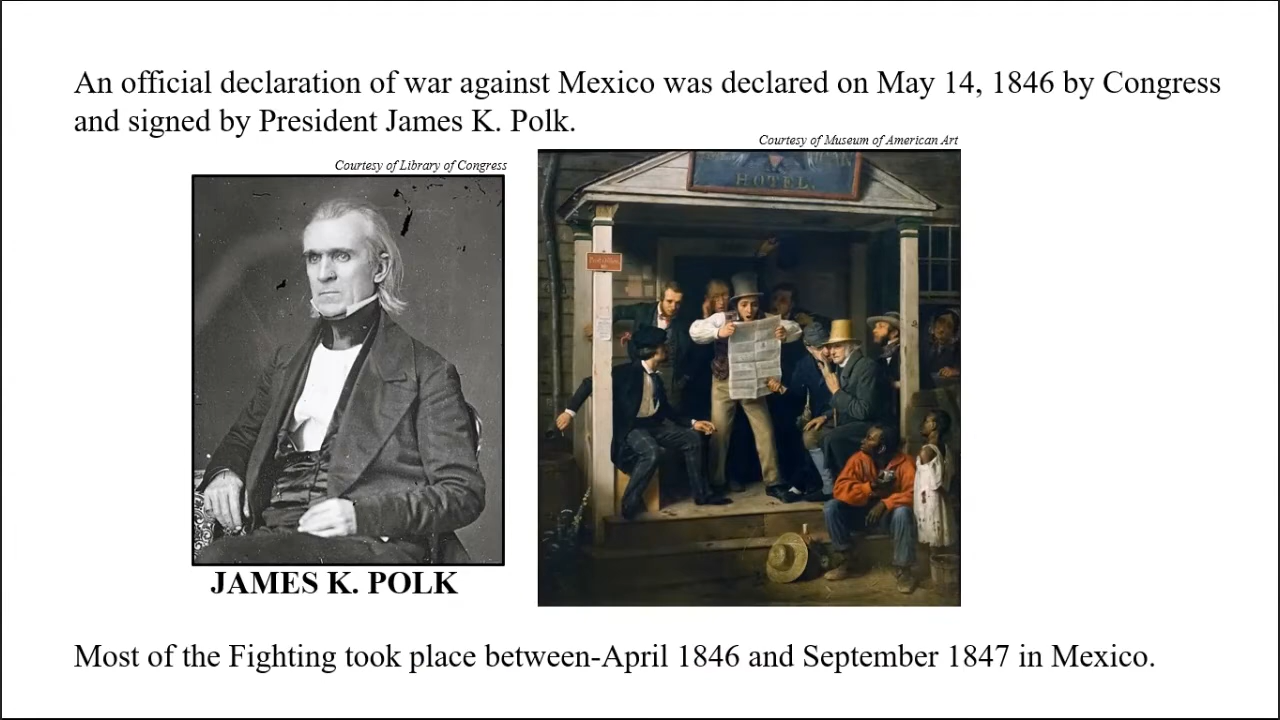 An official declaration of war against Mexico was declared on May 14, 1846 by Congress
and signed by President James K. Polk.
Courtesy of Museum of American Art
Courtesy of Library of Congress
HOTEL.
JAMES K. POLK
Most of the Fighting took place between-April 1846 and September 1847 in Mexico.